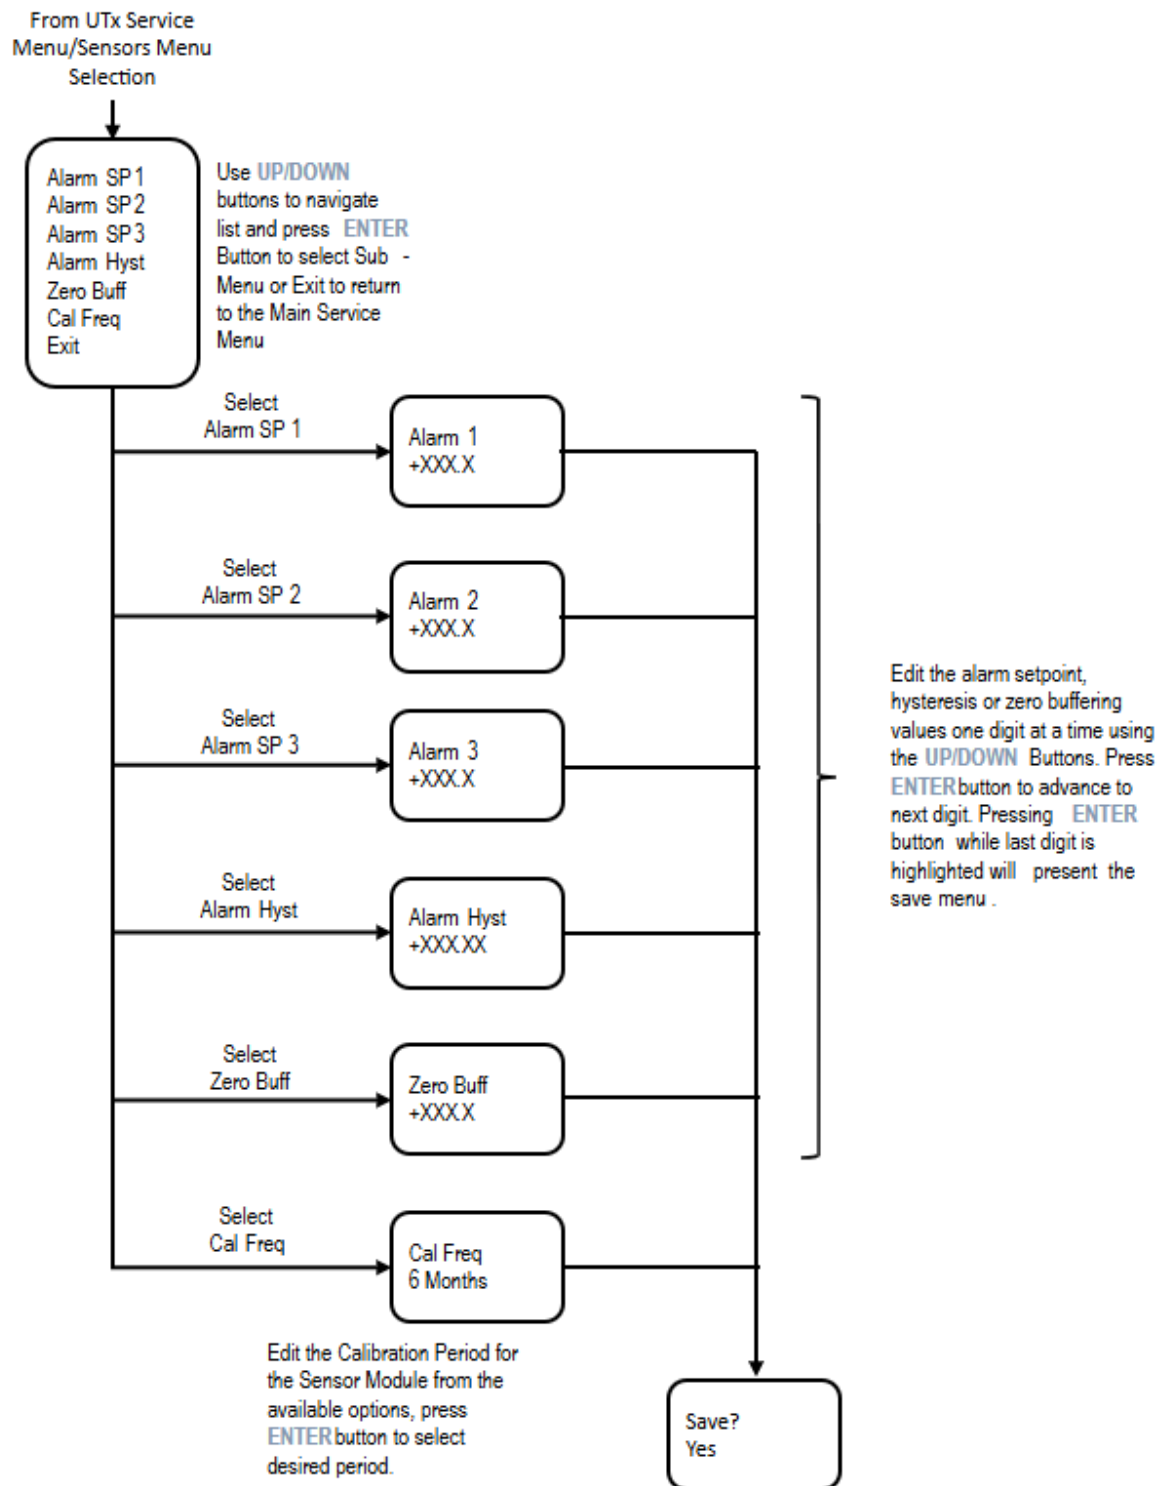 From UTx Service
Menu/Sensors Menu
Selection
Alarm SP 1
Alarm SP 2
Alarm SP 3
Alarm Hyst
Zero Buff
Cal Freq
Exit
Use UP/DOWN
buttons to navigate
list and press ENTER
Button to select Sub -
Menu or Exit to return
to the Main Service
Menu
Select
Alarm SP 1
Alarm 1
+XXX.X
Select
Alarm SP 2
Alarm 2
+XXX.X
Select
Alarm SP 3
Alarm 3
+XXX.X
Select
Alarm Hyst
Alarm Hyst
+XXX.XX
Select
Zero Buff
Zero Buff
+XXX.X
Edit the alarm setpoint,
hysteresis or zero buffering
values one digit at a time using
the UP/DOWN Buttons. Press
ENTER button to advance to
next digit. Pressing ENTER
button while last digit is
highlighted will present the
save menu .
Select
Cal Freq
Cal Freq
6 Months
Edit the Calibration Period for
the Sensor Module from the
available options, press
ENTER button to select
desired period.
Save?
Yes